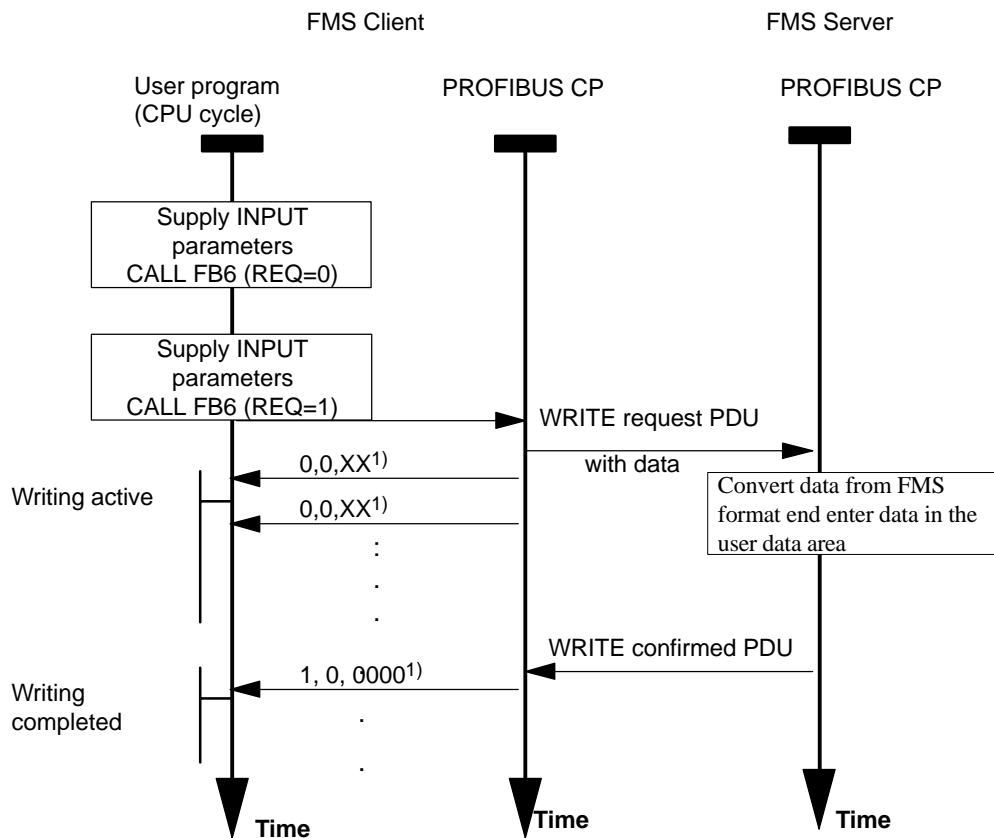 FMS Client
FMS Server
User program
(CPU cycle)
PROFIBUS CP
PROFIBUS CP
Supply INPUT
parameters
CALL FB6 (REQ=0)
Supply INPUT
parameters
CALL FB6 (REQ=1)
WRITE request PDU
with data
0,0,XX1)
Writing active
0,0,XX1)
:
.
.
Convert data from FMS
format end enter data in the
user data area
WRITE confirmed PDU
1, 0, 00001)
Writing
completed
.
.
Time
Time
Time